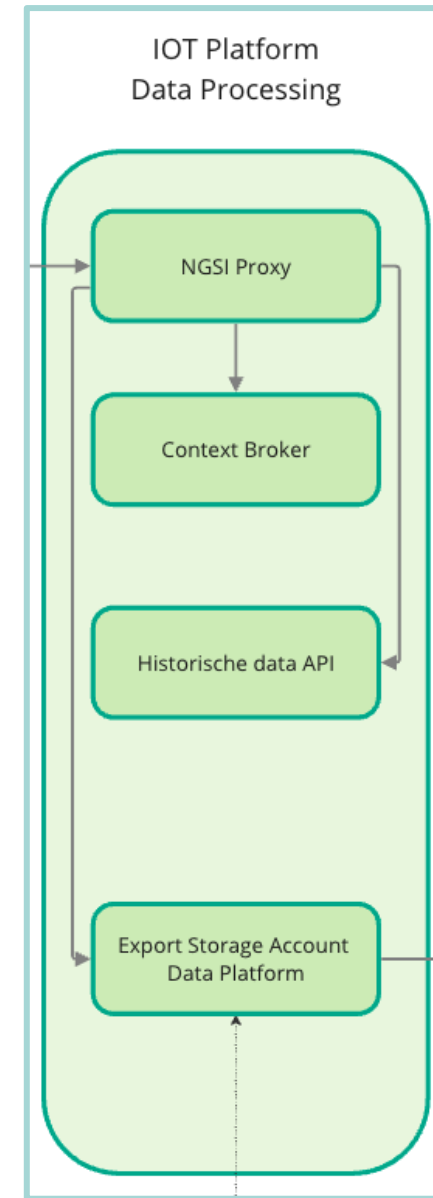 IOT Platform
Data Processing
NGSI Proxy
Context Broker
Historische data API
Export Storage Account
Data Platform